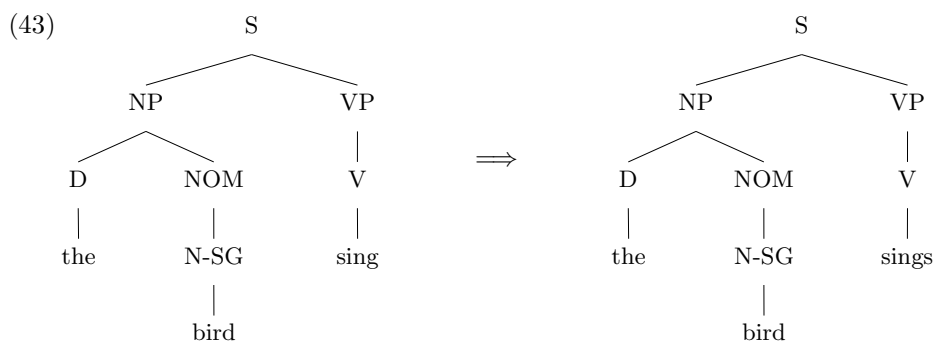 (43) S S
NP VP NP VP
D NOM V ⟹ D NOM V
the N-SG sing the N-SG sings
bird bird